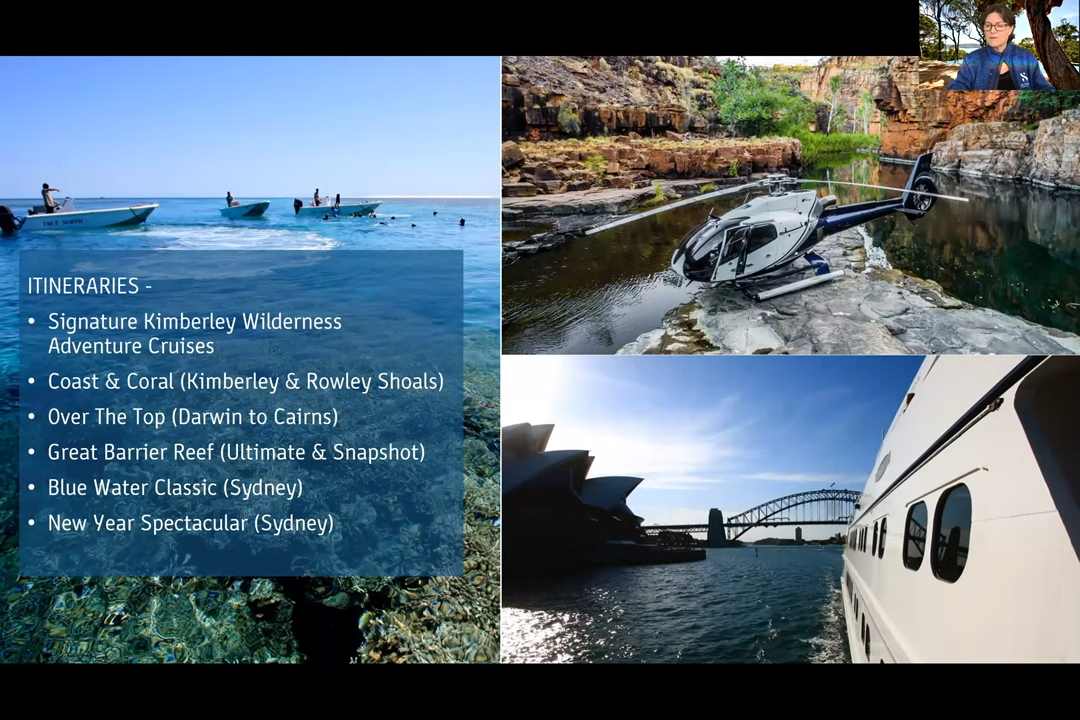 TRUE NORTH
ITINERARIES -
• Signature Kimberley Wilderness
Adventure Cruises
• Coast & Coral (Kimberley & Rowley Shoals)
• Over The Top (Darwin to Cairns)
• Great Barrier Reef (Ultimate & Snapshot)
• Blue Water Classic (Sydney)
• New Year Spectacular (Sydney)